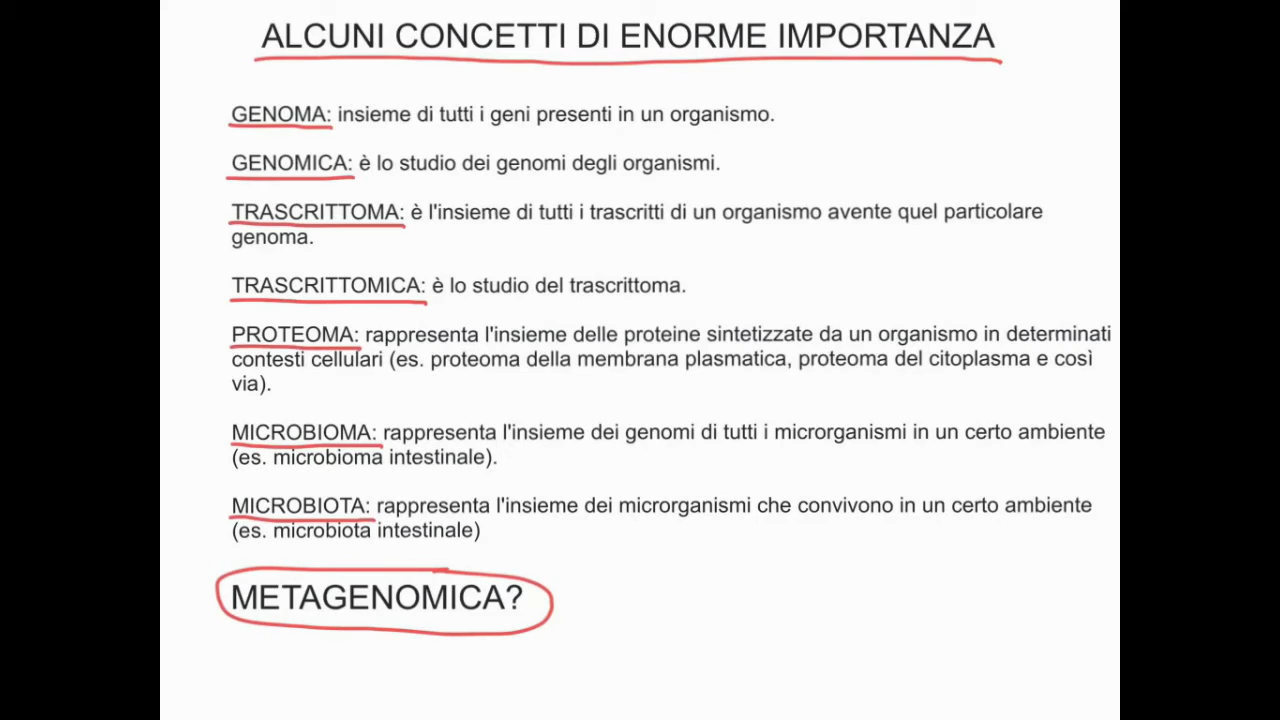 ALCUNI CONCETTI DI ENORME IMPORTANZA
GENOMA: insieme di tutti i geni presenti in un organismo.
GENOMICA: è lo studio dei genomi degli organismi.
TRASCRITTOMA: è l'insieme di tutti i trascritti di un organismo avente quel particolare
genoma.
TRASCRITTOMICA: è lo studio del trascrittoma.
PROTEOMA: rappresenta l'insieme delle proteine sintetizzate da un organismo in determinati
contesti cellulari (es. proteoma della membrana plasmatica, proteoma del citoplasma e così
via).
MICROBIOMA: rappresenta l'insieme dei genomi di tutti i microrganismi in un certo ambiente
(es. microbioma intestinale).
MICROBIOTA: rappresenta l'insieme dei microrganismi che convivono in un certo ambiente
(es. microbiota intestinale)
METAGENOMICA?